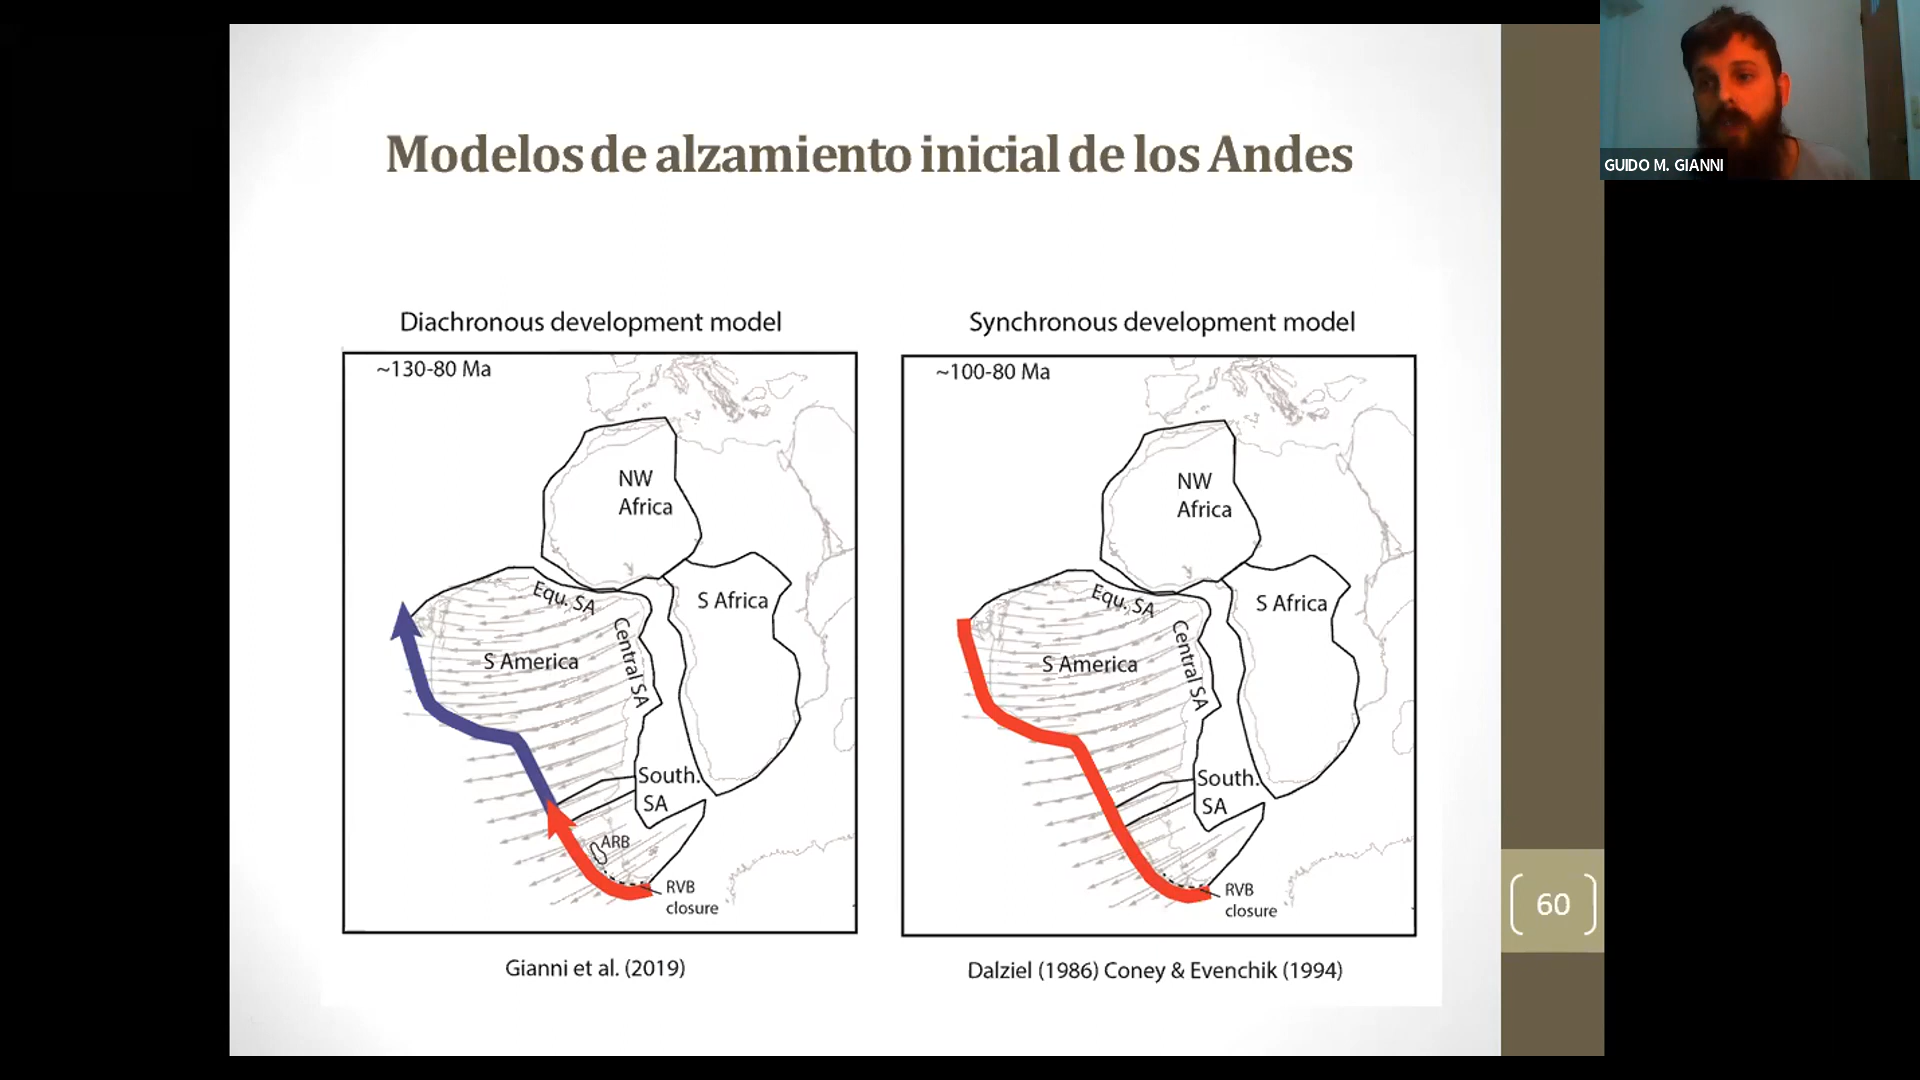 Modelos de alzamiento inicial de los Andes
GUIDO M. GIANNI
Diachronous development model
~130-80 Ma
NW
Africa
Equ. SA
S Africa
Central SA
S America
South.
SA
ARB
RVB
closure
Gianni et al. (2019)
Synchronous development model
~100-80 Ma
NW
Africa
Equ. SA
S Africa
Central SA
S America
South.
SA
RVB
closure
Dalziel (1986) Coney & Evenchik (1994)
60